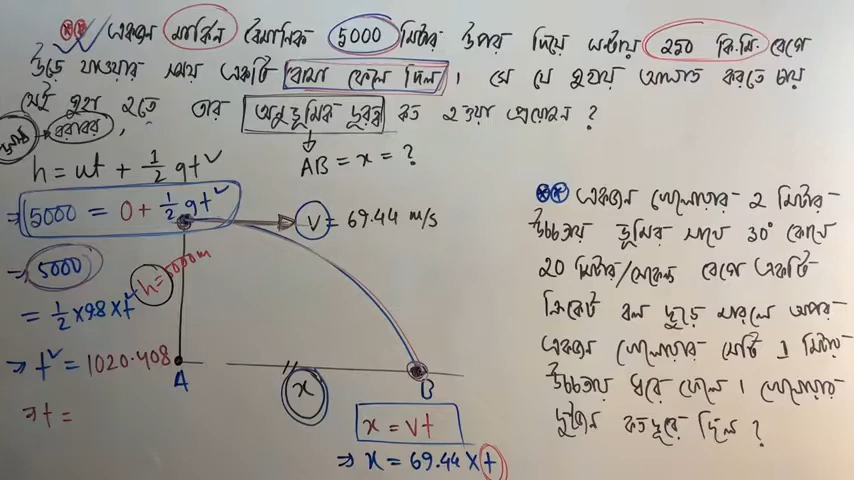 একজন মার্কিন বৈমানিক 5000 মিটার উপর দিয়ে ঘন্টায় 250 কি.মি. বেগে
উড়ে যাওয়ার সময় একটি বোমা ফেলে দিল। সে যে গুহায় আঘাত করতে চায়
সেই গুহা হতে তার অনুভূমিক দূরত্ব কত হওয়া প্রয়োজন?
বরাবর,
h = ut + 1/2 gt²
AB = x = ?
⇒ 5000 = 0 + 1/2 gt²
V = 69.44 m/s
⇒ 5000
h = 5000m
= 1/2 × 9.8 × t²
⇒ t² = 1020.408
⇒ t =
A
x
B
x = vt
⇒ x = 69.44 × t
একজন খেলোয়ার 2 মিটার
উচ্চতায় ভূমির সাথে 30° কোণে
20 মিটার/সেকেন্ড বেগে একটি
ক্রিকেট বল ছুড়ে মারলে অপর
একজন খেলোয়ার সেটি 1 মিটার
উচ্চতায় ধরে ফেলে। খেলোয়ার
দুইজন কত দূরে ছিল?